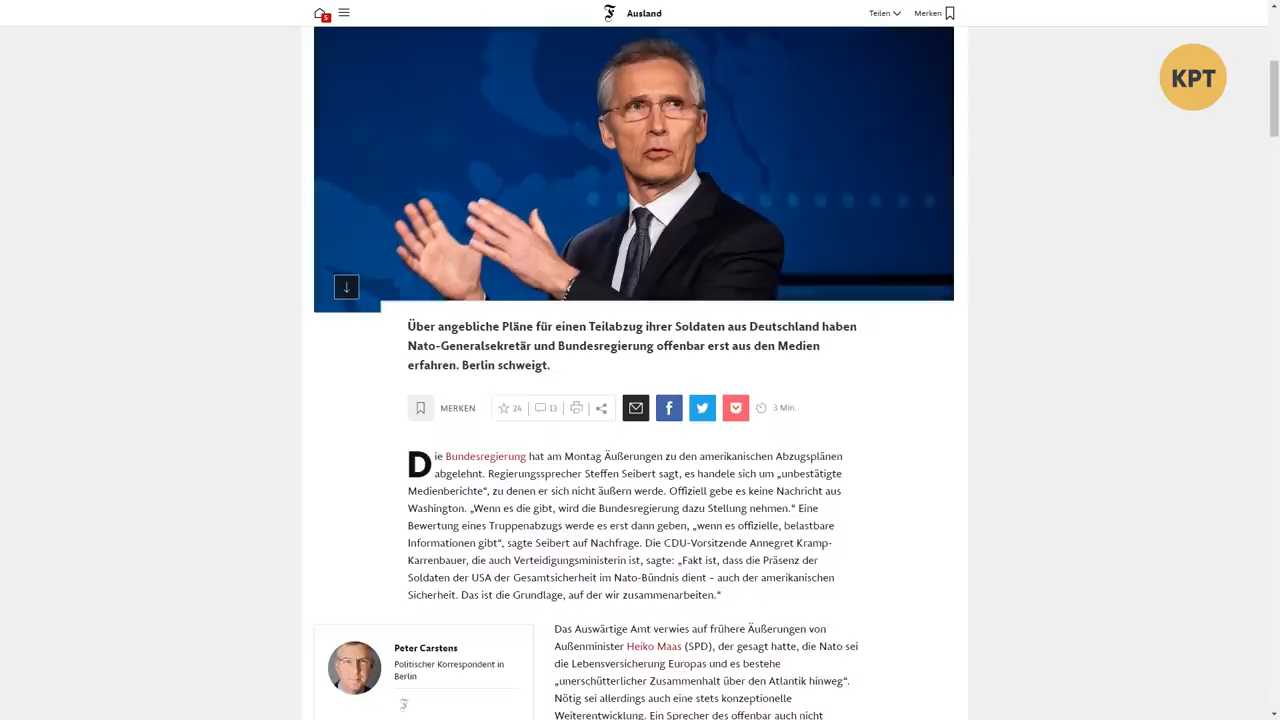 5
F
Ausland
Teilen
Merken
KPT
Über angebliche Pläne für einen Teilabzug ihrer Soldaten aus Deutschland haben
Nato-Generalsekretär und Bundesregierung offenbar erst aus den Medien
erfahren. Berlin schweigt.
MERKEN
24
13
3 Min.
Die Bundesregierung hat am Montag Äußerungen zu den amerikanischen Abzugsplänen
abgelehnt. Regierungssprecher Steffen Seibert sagt, es handele sich um „unbestätigte
Medienberichte“, zu denen er sich nicht äußern werde. Offiziell gebe es keine Nachricht aus
Washington. „Wenn es die gibt, wird die Bundesregierung dazu Stellung nehmen.“ Eine
Bewertung eines Truppenabzugs werde es erst dann geben, „wenn es offizielle, belastbare
Informationen gibt“, sagte Seibert auf Nachfrage. Die CDU-Vorsitzende Annegret Kramp-
Karrenbauer, die auch Verteidigungsministerin ist, sagte: „Fakt ist, dass die Präsenz der
Soldaten der USA der Gesamtsicherheit im Nato-Bündnis dient – auch der amerikanischen
Sicherheit. Das ist die Grundlage, auf der wir zusammenarbeiten.“
Peter Carstens
Politischer Korrespondent in
Berlin
F
Das Auswärtige Amt verwies auf frühere Äußerungen von
Außenminister Heiko Maas (SPD), der gesagt hatte, die Nato sei
die Lebensversicherung Europas und es bestehe
„unerschütterlicher Zusammenhalt über den Atlantik hinweg“.
Nötig sei allerdings auch eine stets konzeptionelle
Weiterentwicklung. Ein Sprecher des offenbar auch nicht